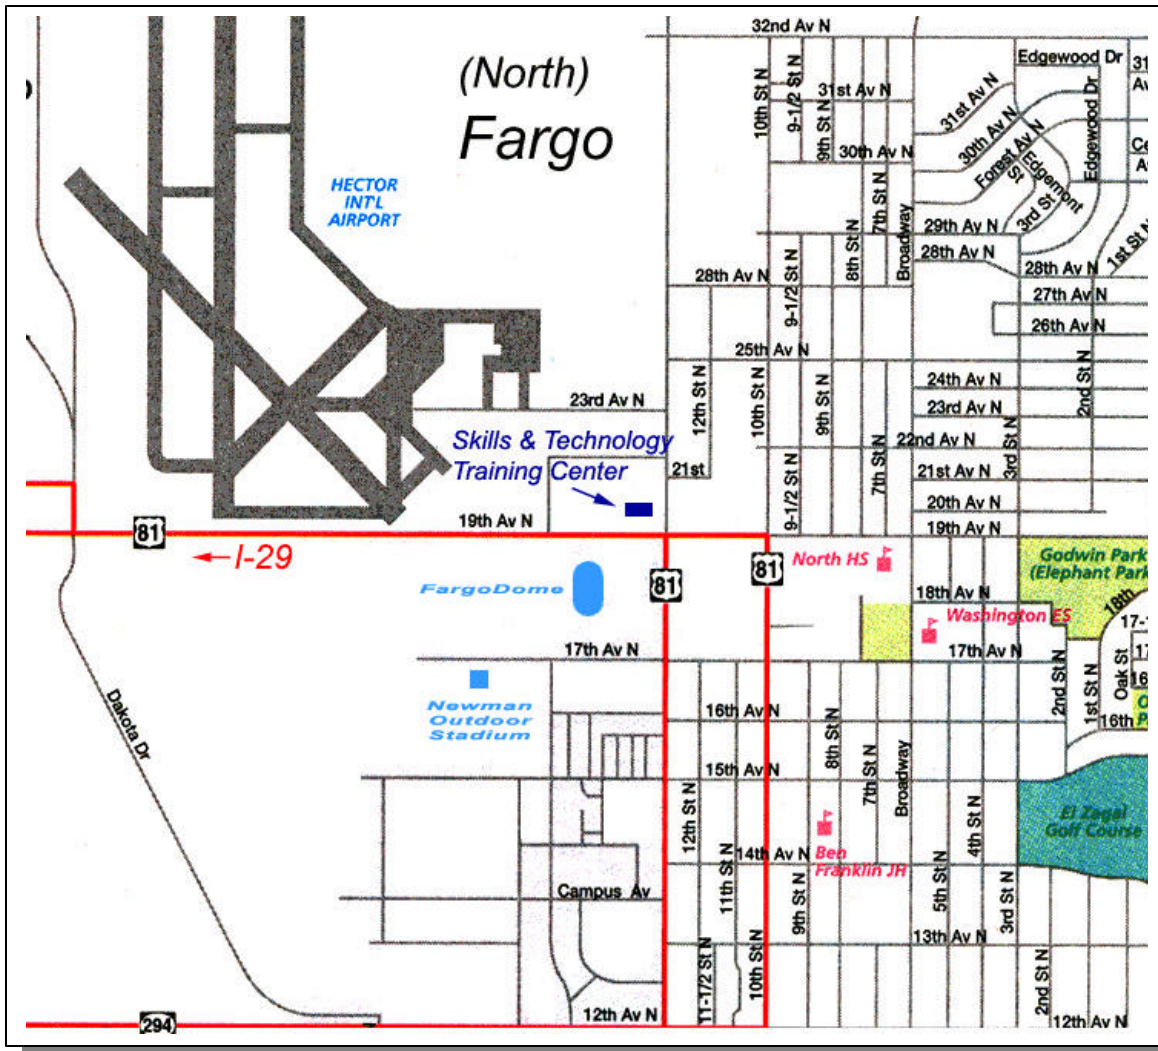 32nd Av N
(North)
Fargo
Edgewood Dr
31
Av
10th St N
9-1/2 St N
31st Av N
31st Av N
Edgewood Dr
9th St N
30th Av N
30th Av N
Forest Av N
St
Edgemont
Ce
A
HECTOR
INT'L
AIRPORT
7th St N
Broadway
3rd St
29th Av N
8th St N
28th Av N
1st St N
28th Av N
9-1/2 St N
28th Av N
27th Av N
26th Av N
25th Av N
2nd St N
24th Av N
12th St N
10th St N
9th St N
23rd Av N
23rd Av N
Skills & Technology
Training Center
22nd Av N
3rd St N
7th St N
21st
21st Av N
9-1/2 St N
20th Av N
19th Av N
19th Av N
81
I-29
North HS
Godwin Park
(Elephant Park
81
81
FargoDome
18th Av N
18th
Washington ES
17-1
17th Av N
17th Av N
17
2nd St N
1st St N
Oak St
16
Newman
Outdoor
Stadium
16th Av N
O
P
16th
Dakota Dr
8th St N
7th St N
Broadway
15th Av N
12th St N
4th St N
El Zagal
Golf Course
14th Av N
Ben
Franklin JH
11th St N
Campus Av
9th St N
5th St N
3rd St N
13th Av N
11-1/2 St N
10th St N
2nd St N
294
12th Av N
12th Av N